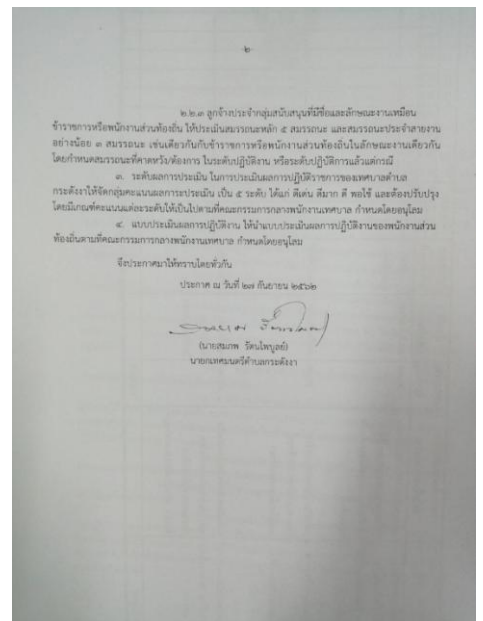 -๒-
๒.๒.๓ ลูกจ้างประจำกลุ่มสนับสนุนที่มีชื่อและลักษณะงานเหมือน
ข้าราชการหรือพนักงานส่วนท้องถิ่น ให้ประเมินสมรรถนะหลัก ๕ สมรรถนะ และสมรรถนะประจำสายงาน
อย่างน้อย ๓ สมรรถนะ เช่นเดียวกันกับข้าราชการหรือพนักงานส่วนท้องถิ่นในลักษณะงานเดียวกัน
โดยกำหนดสมรรถนะที่คาดหวัง/ต้องการ ในระดับปฏิบัติงาน หรือระดับปฏิบัติการแล้วแต่กรณี
๓. ระดับผลการประเมิน ในการประเมินผลการปฏิบัติราชการของเทศบาลตำบล
กระดังงาให้จัดกลุ่มคะแนนผลการประเมิน เป็น ๕ ระดับ ได้แก่ ดีเด่น ดีมาก ดี พอใช้ และต้องปรับปรุง
โดยมีเกณฑ์คะแนนแต่ละระดับให้เป็นไปตามที่คณะกรรมการกลางพนักงานเทศบาล กำหนดโดยอนุโลม
๔. แบบประเมินผลการปฏิบัติงาน ให้นำแบบประเมินผลการปฏิบัติงานของพนักงานส่วน
ท้องถิ่นตามที่คณะกรรมการกลางพนักงานเทศบาล กำหนดโดยอนุโลม
จึงประกาศมาให้ทราบโดยทั่วกัน
ประกาศ ณ วันที่ ๒๗ กันยายน ๒๕๖๒
(นายสมภพ รัตนไพบูลย์)
นายกเทศมนตรีตำบลกระดังงา